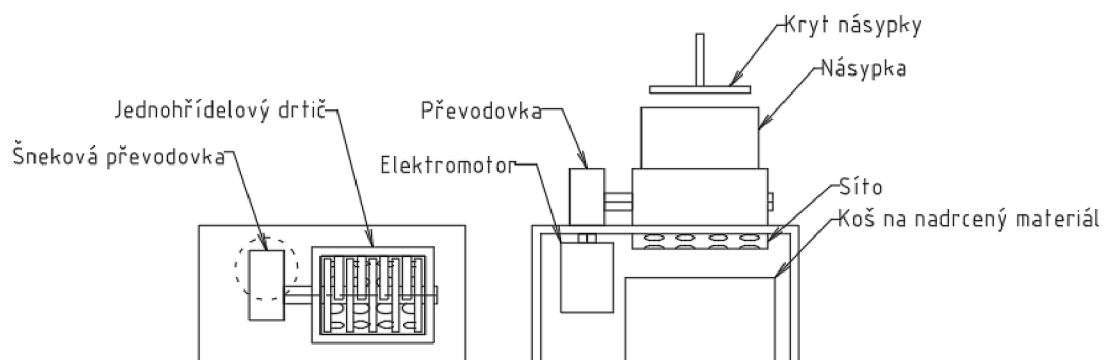 Kryt násypky
Násypka
Jednohřídelový drtič
Převodovka
Šneková převodovka
Elektromotor
Síto
Koš na nadrcený materiál